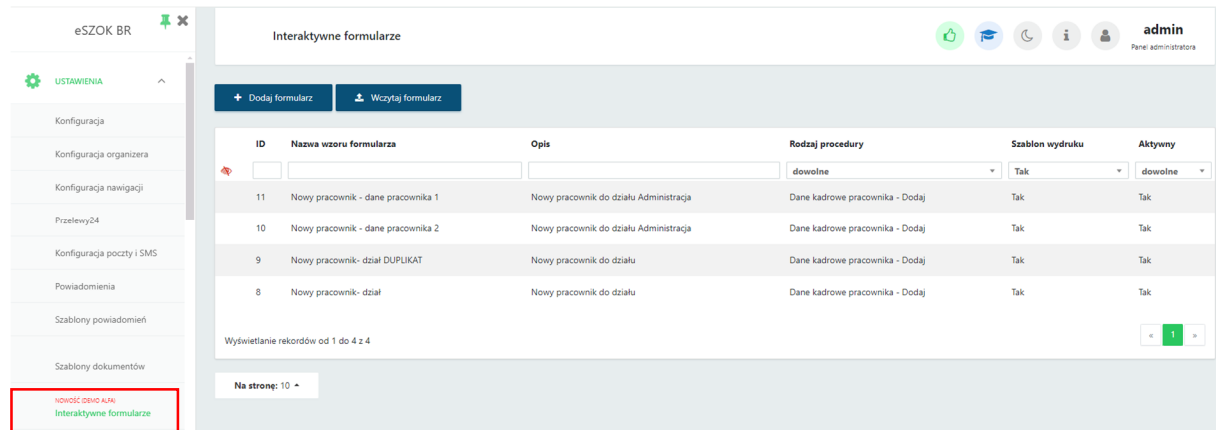 eSZOK BR
USTAWIENIA
Konfiguracja
Konfiguracja organizera
Konfiguracja nawigacji
Przelewy24
Konfiguracja poczty i SMS
Powiadomienia
Szablony powiadomień
Szablony dokumentów
NOWOŚĆ (DEMO ALFA)
Interaktywne formularze
Interaktywne formularze
admin
Panel administratora
+ Dodaj formularz
Wczytaj formularz
ID Nazwa wzoru formularza Opis Rodzaj procedury Szablon wydruku Aktywny
dowolne Tak dowolne
11 Nowy pracownik - dane pracownika 1 Nowy pracownik do działu Administracja Dane kadrowe pracownika - Dodaj Tak Tak
10 Nowy pracownik - dane pracownika 2 Nowy pracownik do działu Administracja Dane kadrowe pracownika - Dodaj Tak Tak
9 Nowy pracownik- dział DUPLIKAT Nowy pracownik do działu Dane kadrowe pracownika - Dodaj Tak Tak
8 Nowy pracownik- dział Nowy pracownik do działu Dane kadrowe pracownika - Dodaj Tak Tak
Wyświetlanie rekordów od 1 do 4 z 4
« 1 »
Na stronę: 10